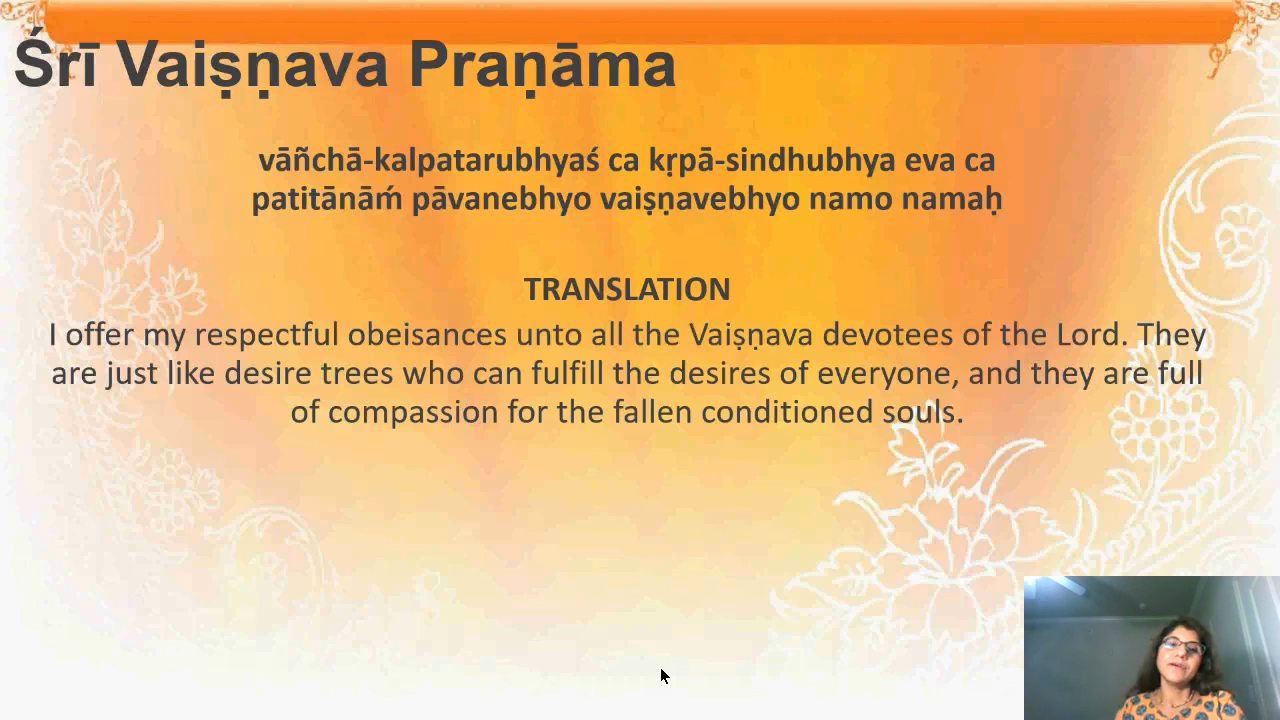 Śrī Vaiṣṇava Praṇāma
vāñchā-kalpatarubhyaś ca kṛpā-sindhubhya eva ca
patitānāḿ pāvanebhyo vaiṣṇavebhyo namo namaḥ
TRANSLATION
I offer my respectful obeisances unto all the Vaiṣṇava devotees of the Lord. They
are just like desire trees who can fulfill the desires of everyone, and they are full
of compassion for the fallen conditioned souls.